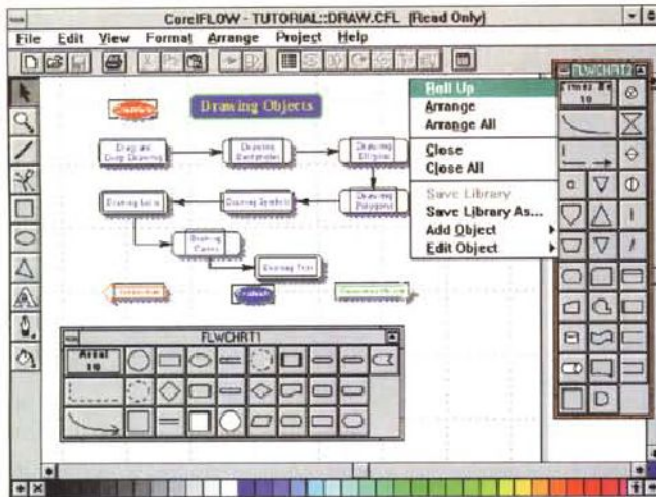 CorelFLOW - TUTORIAL::DRAW.CFL (Read Only)
File Edit View Format Arrange Project Help
Drawing Objects
Drag and Drop Drawing
Drawing Rectangles
Drawing Ellipses
Drawing Symbols
Drawing Polygons
Drawing Curves
Drawing Text
Roll Up
Arrange
Arrange All
Close
Close All
Save Library
Save Library As...
Add Object
Edit Object
FLWCHRT2
10
FLWCHRT1
Arial
10